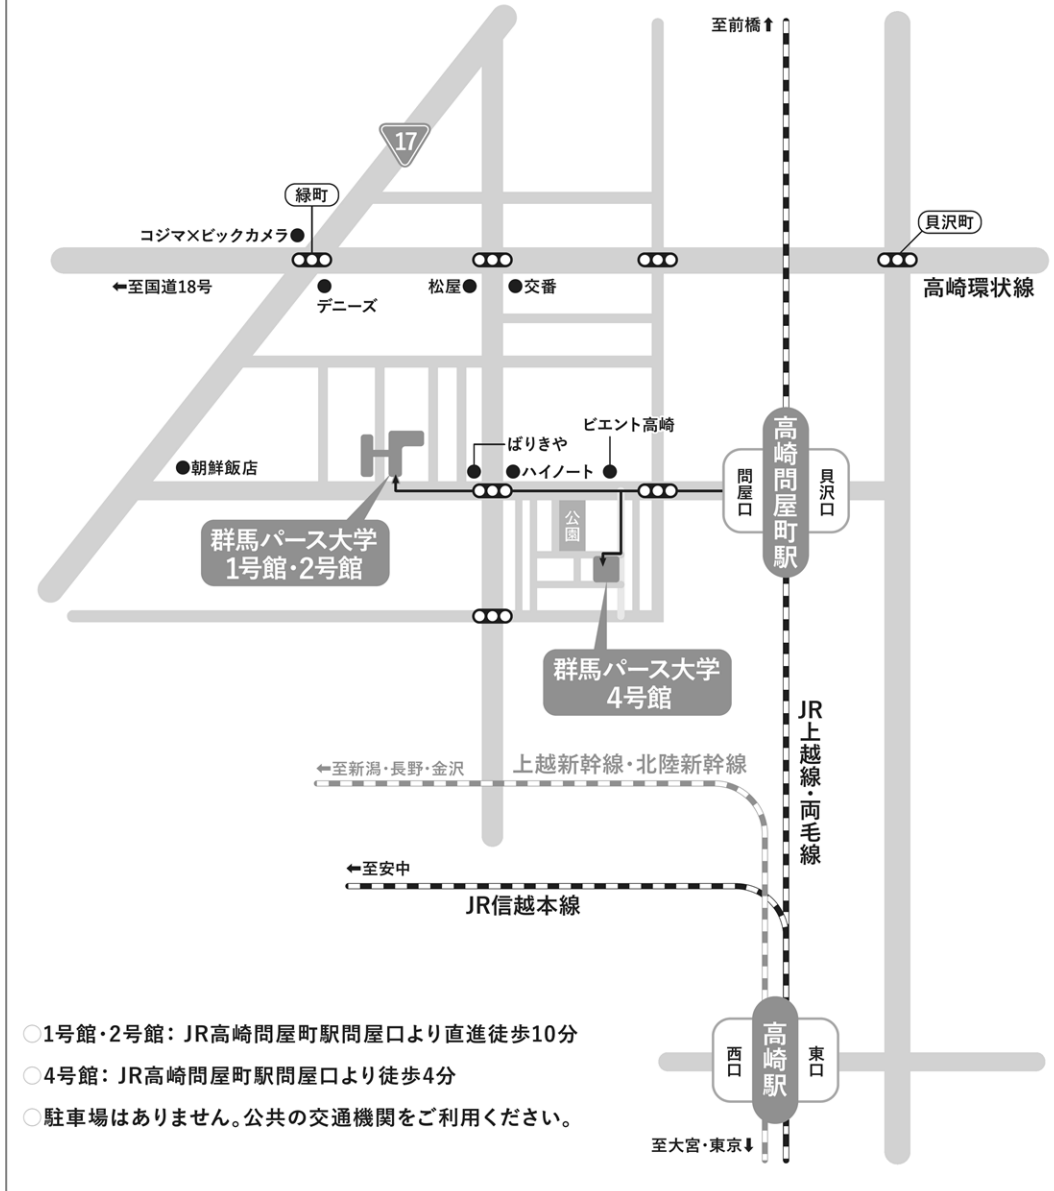 至前橋⬆
17
緑町
コジマ×ビックカメラ
貝沢町
⬅至国道18号
デニーズ
松屋
交番
高崎環状線
ビエント高崎
ばりきや
朝鮮飯店
ハイノート
問屋口
高崎問屋町駅
貝沢口
公園
群馬パース大学
1号館・2号館
群馬パース大学
4号館
JR上越線・両毛線
⬅至新潟・長野・金沢
上越新幹線・北陸新幹線
⬅至安中
JR信越本線
西口
高崎駅
東口
○1号館・2号館：JR高崎問屋町駅問屋口より直進徒歩10分
○4号館：JR高崎問屋町駅問屋口より徒歩4分
○駐車場はありません。公共の交通機関をご利用ください。
至大宮・東京⬇